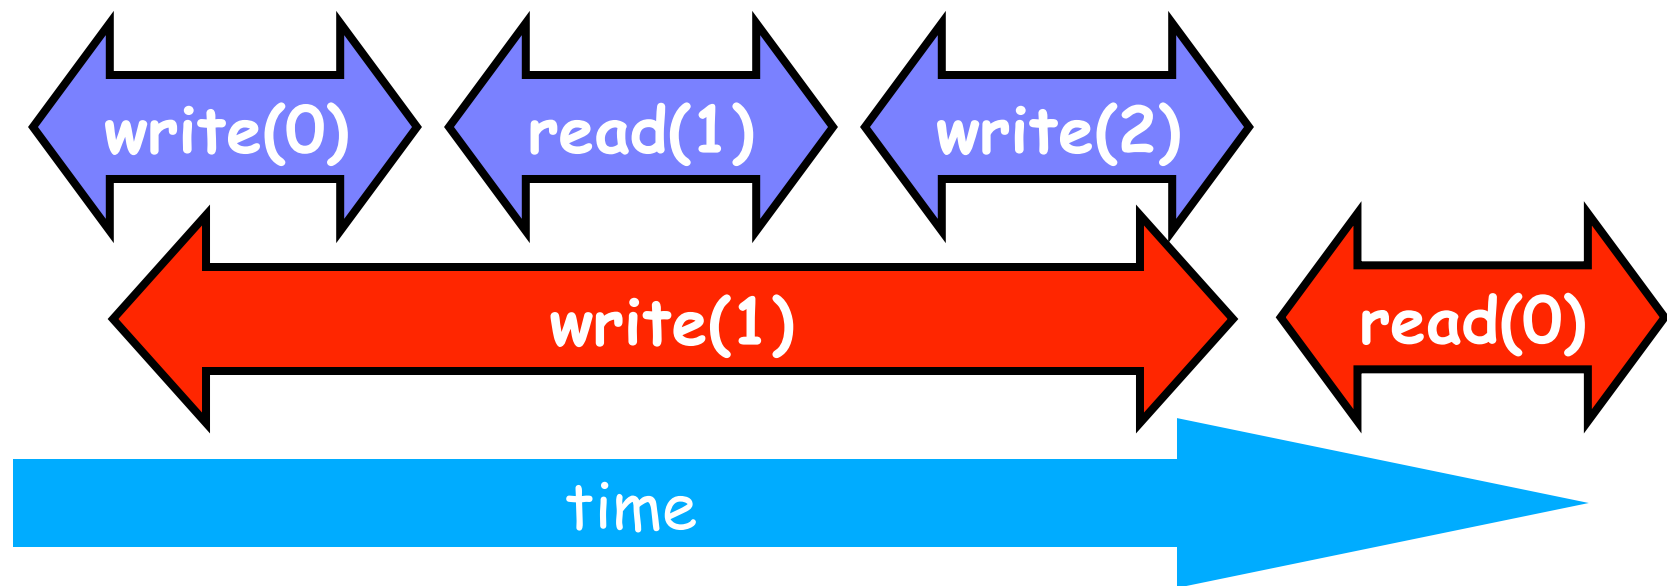 write(0)
read(1)
write(2)
write(1)
read(0)
time